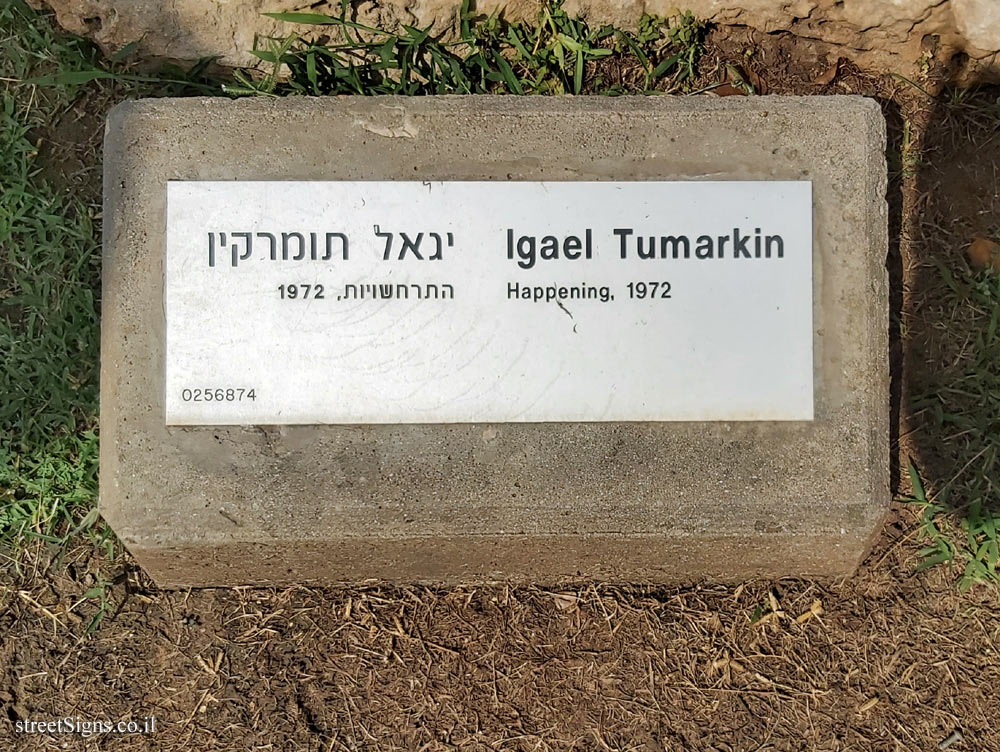 יגאל תומרקין
התרחשויות, 1972
Igael Tumarkin
Happening, 1972
0256874
streetSigns.co.il